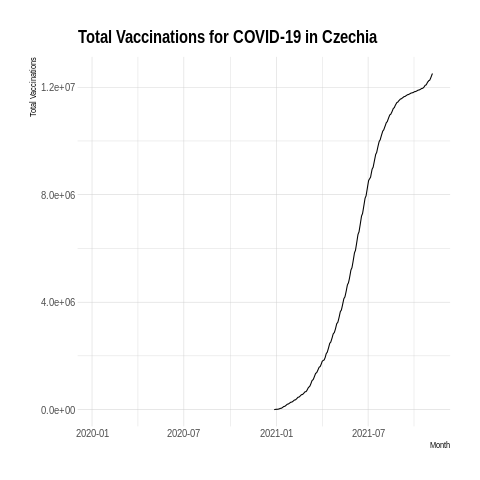 Total Vaccinations for COVID-19 in Czechia
Total Vaccinations
1.2e+07
8.0e+06
4.0e+06
0.0e+00
2020-01 2020-07 2021-01 2021-07
Month